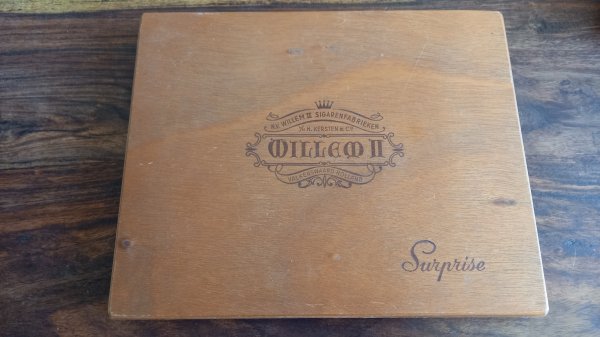 N.V. WILLEM II SIGARENFABRIEKEN
H. KERSTEN & CO.
WILLEM II
VALKENSWAARD HOLLAND
Surprise